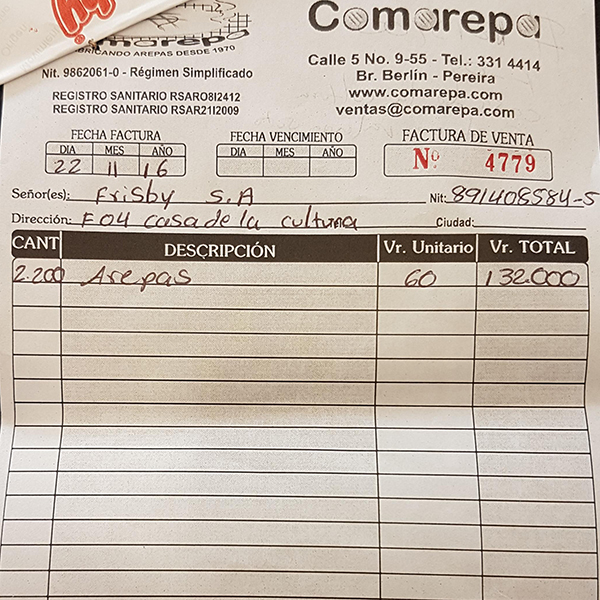 Comarepa
Comarepa
FABRICANDO AREPAS DESDE 1970
Nit. 9862061-0 - Régimen Simplificado
REGISTRO SANITARIO RSARO8I2412
REGISTRO SANITARIO RSAR21I2009
Calle 5 No. 9-55 - Tel.: 331 4414
Br. Berlín - Pereira
www.comarepa.com
ventas@comarepa.com
FECHA FACTURA
DIA MES AÑO
22 11 16
FECHA VENCIMIENTO
DIA MES AÑO
FACTURA DE VENTA
Nº 4779
Señor(es): Frisby S.A Nit: 891408584-5
Dirección: F04 casa de la cultura Ciudad:
CANT DESCRIPCIÓN Vr. Unitario Vr. TOTAL
2.200 Arepas 60 132.000